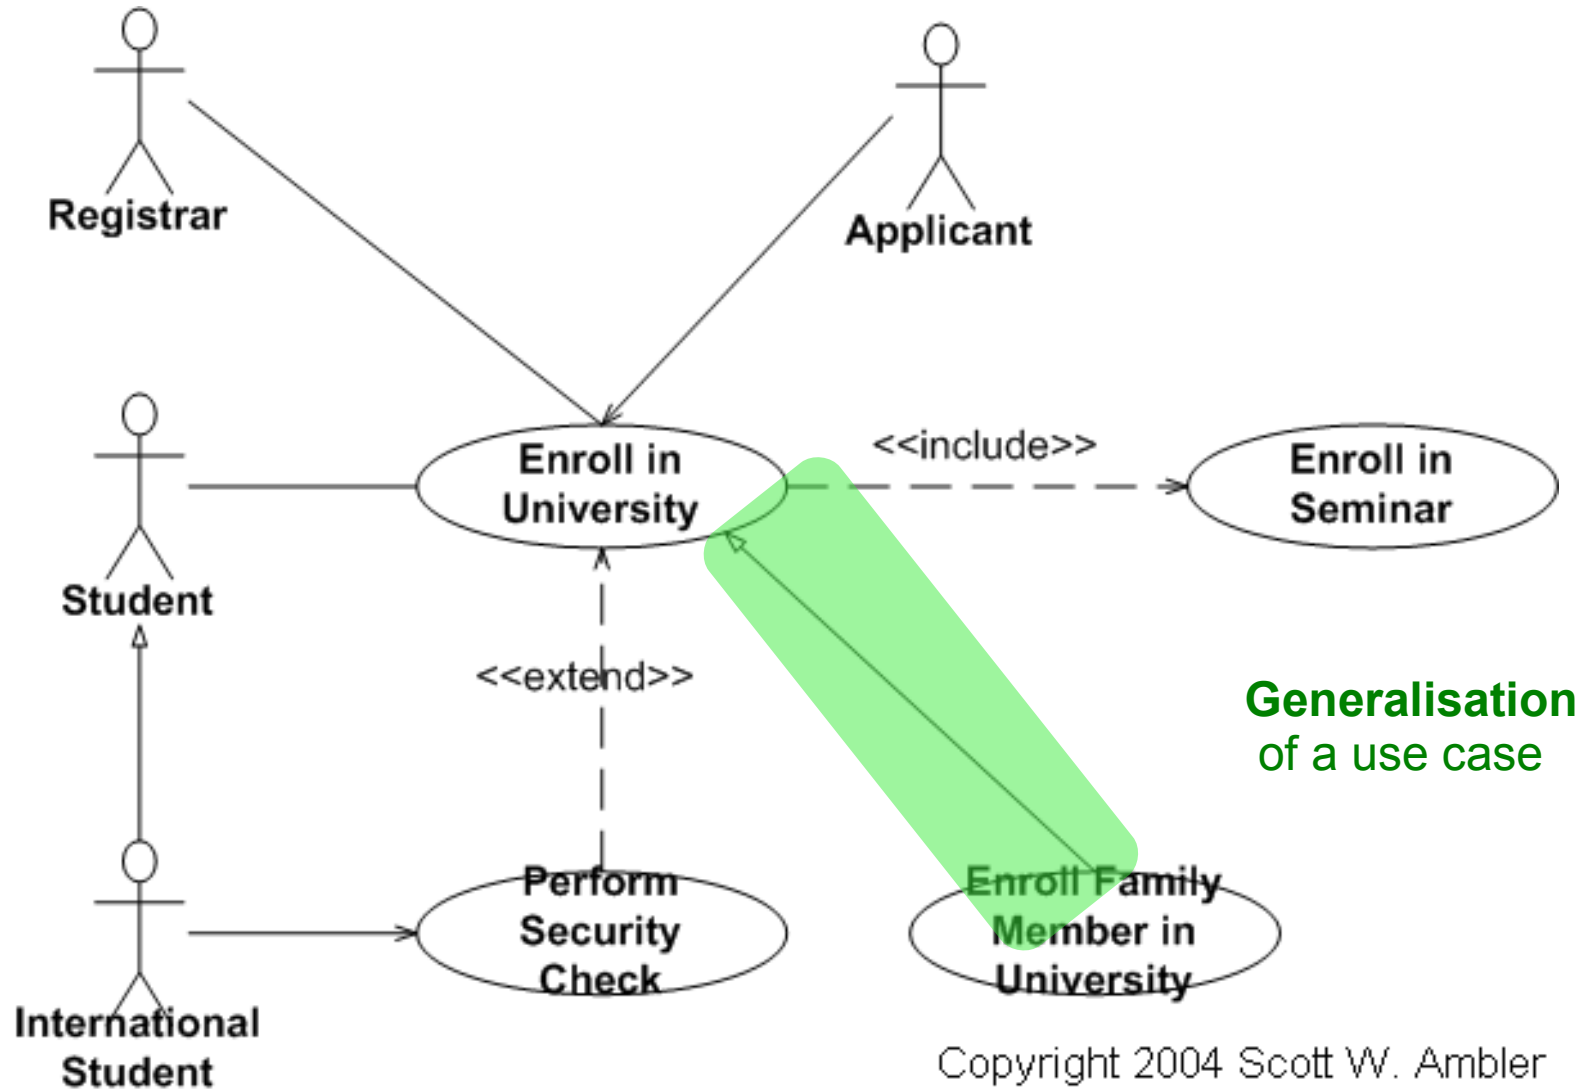 Registrar
Applicant
Enroll in
University
<<include>>
Enroll in
Seminar
Student
<<extend>>
Generalisation
of a use case
Perform
Security
Check
Enroll Family
Member in
University
International
Student
Copyright 2004 Scott W. Ambler